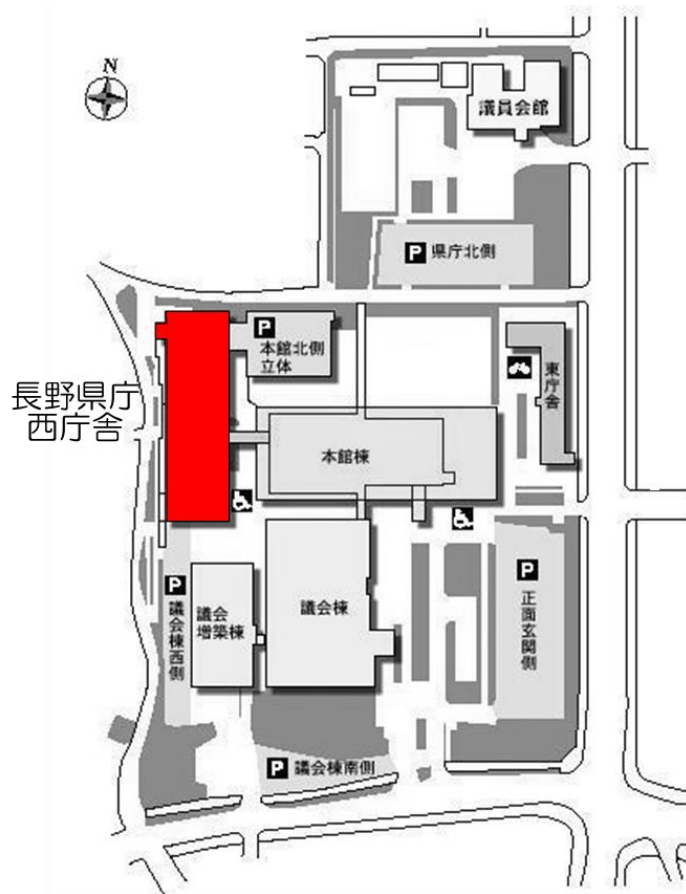 N
議員会館
P 県庁北側
P
本館北側
立体
長野県庁
西庁舎
東庁舎
本館棟
P
議会棟西側
議会
増築棟
議会棟
P
正面玄関側
P 議会棟南側